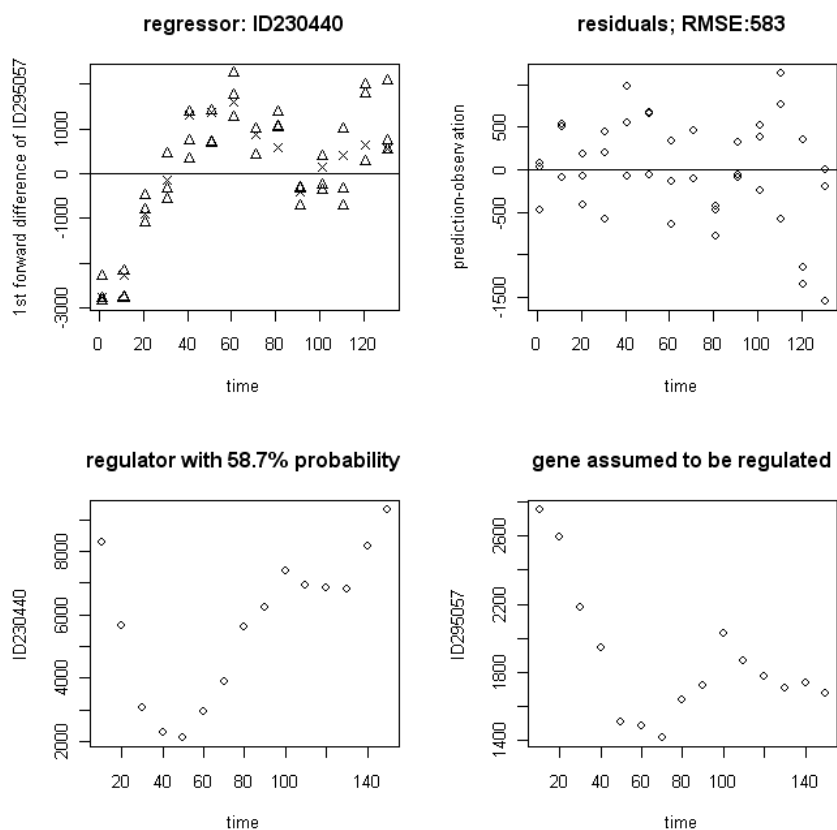 regressor: ID230440
1st forward difference of ID295057
1000
0
-1000
-3000
0 20 40 60 80 100 120
time
residuals; RMSE:583
prediction-observation
500
0
-500
-1500
0 20 40 60 80 100 120
time
regulator with 58.7% probability
ID230440
8000
6000
4000
2000
20 40 60 80 100 140
time
gene assumed to be regulated
ID295057
2600
2200
1800
1400
20 40 60 80 100 140
time